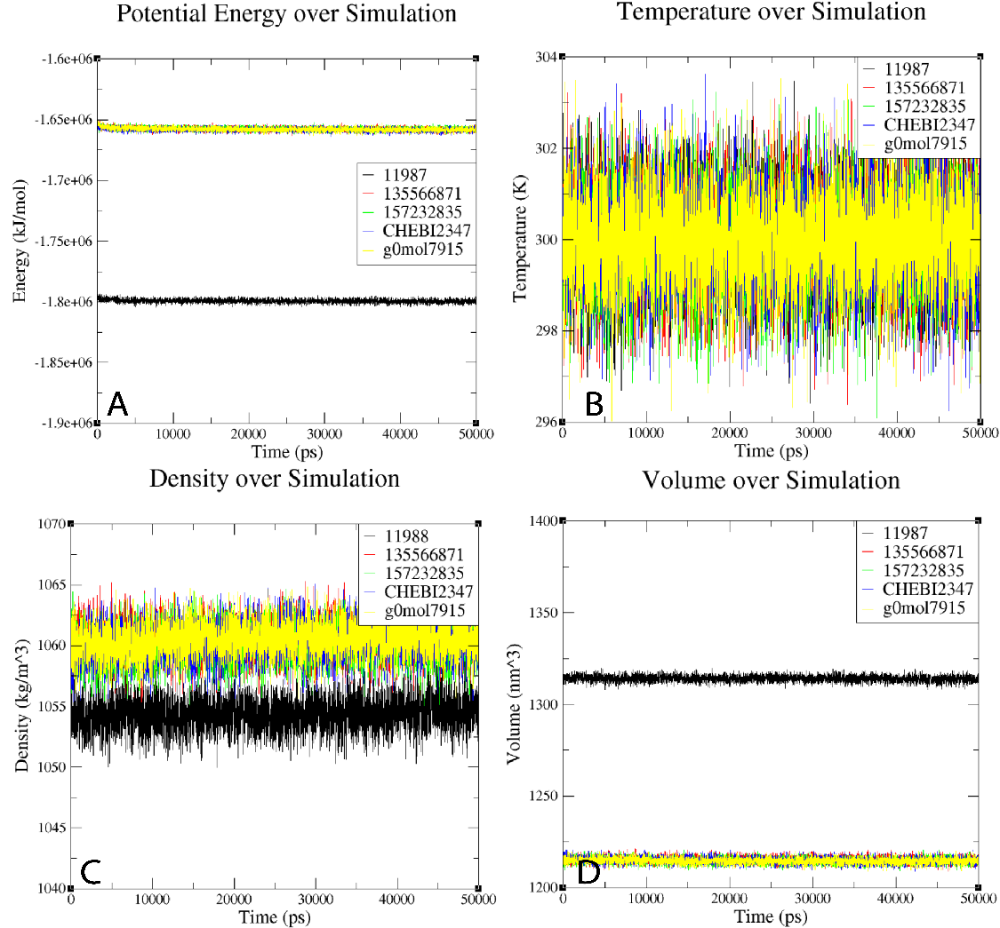 Potential Energy over Simulation
-1.6e+06
-1.65e+06
-1.7e+06
-1.75e+06
-1.8e+06
-1.85e+06
-1.9e+06
Energy (kJ/mol)
11987
135566871
157232835
CHEBI2347
g0mol7915
A
0
10000
20000
30000
40000
50000
Time (ps)
Temperature over Simulation
304
302
300
298
296
Temperature (K)
11987
135566871
157232835
CHEBI2347
g0mol7915
B
0
10000
20000
30000
40000
50000
Time (ps)
Density over Simulation
1070
1065
1060
1055
1050
1045
1040
Density (kg/m^3)
11988
135566871
157232835
CHEBI2347
g0mol7915
C
0
10000
20000
30000
40000
50000
Time (ps)
Volume over Simulation
1400
1350
1300
1250
1200
Volume (nm^3)
11987
135566871
157232835
CHEBI2347
g0mol7915
D
0
10000
20000
30000
40000
50000
Time (ps)